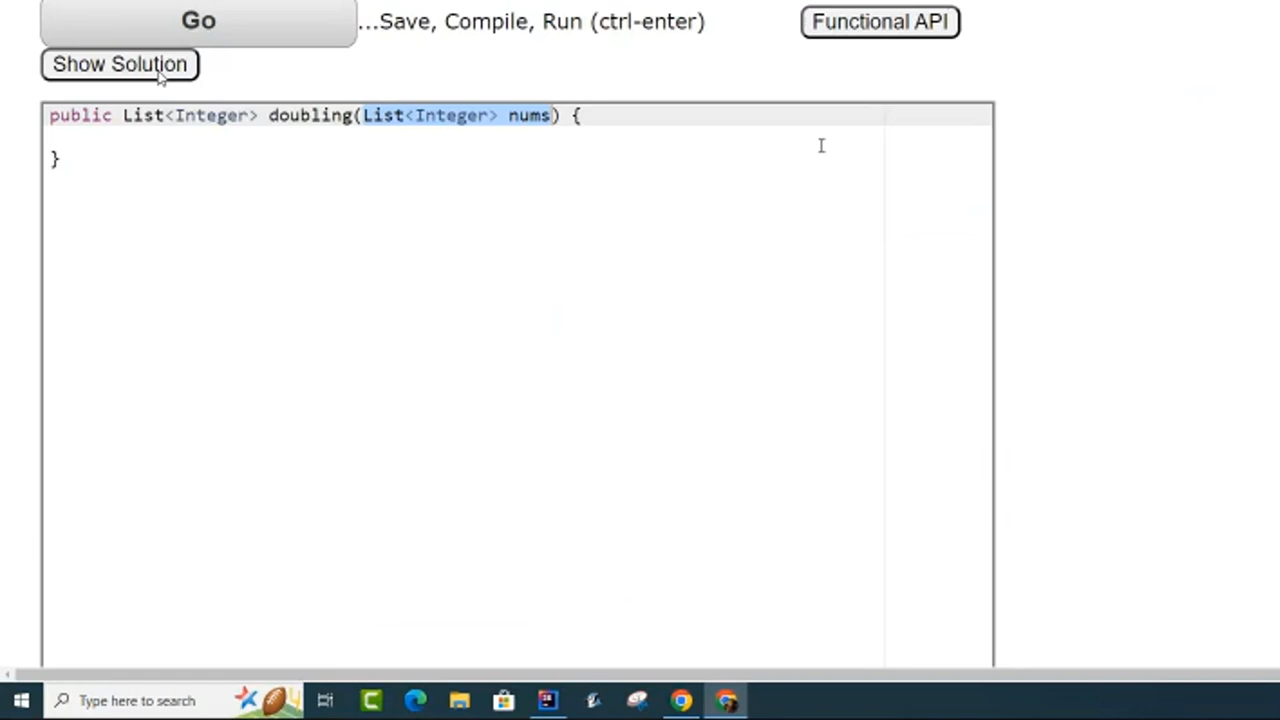 Go ...Save, Compile, Run (ctrl-enter) Functional API
Show Solution
public List<Integer> doubling(List<Integer> nums) {
}
Type here to search